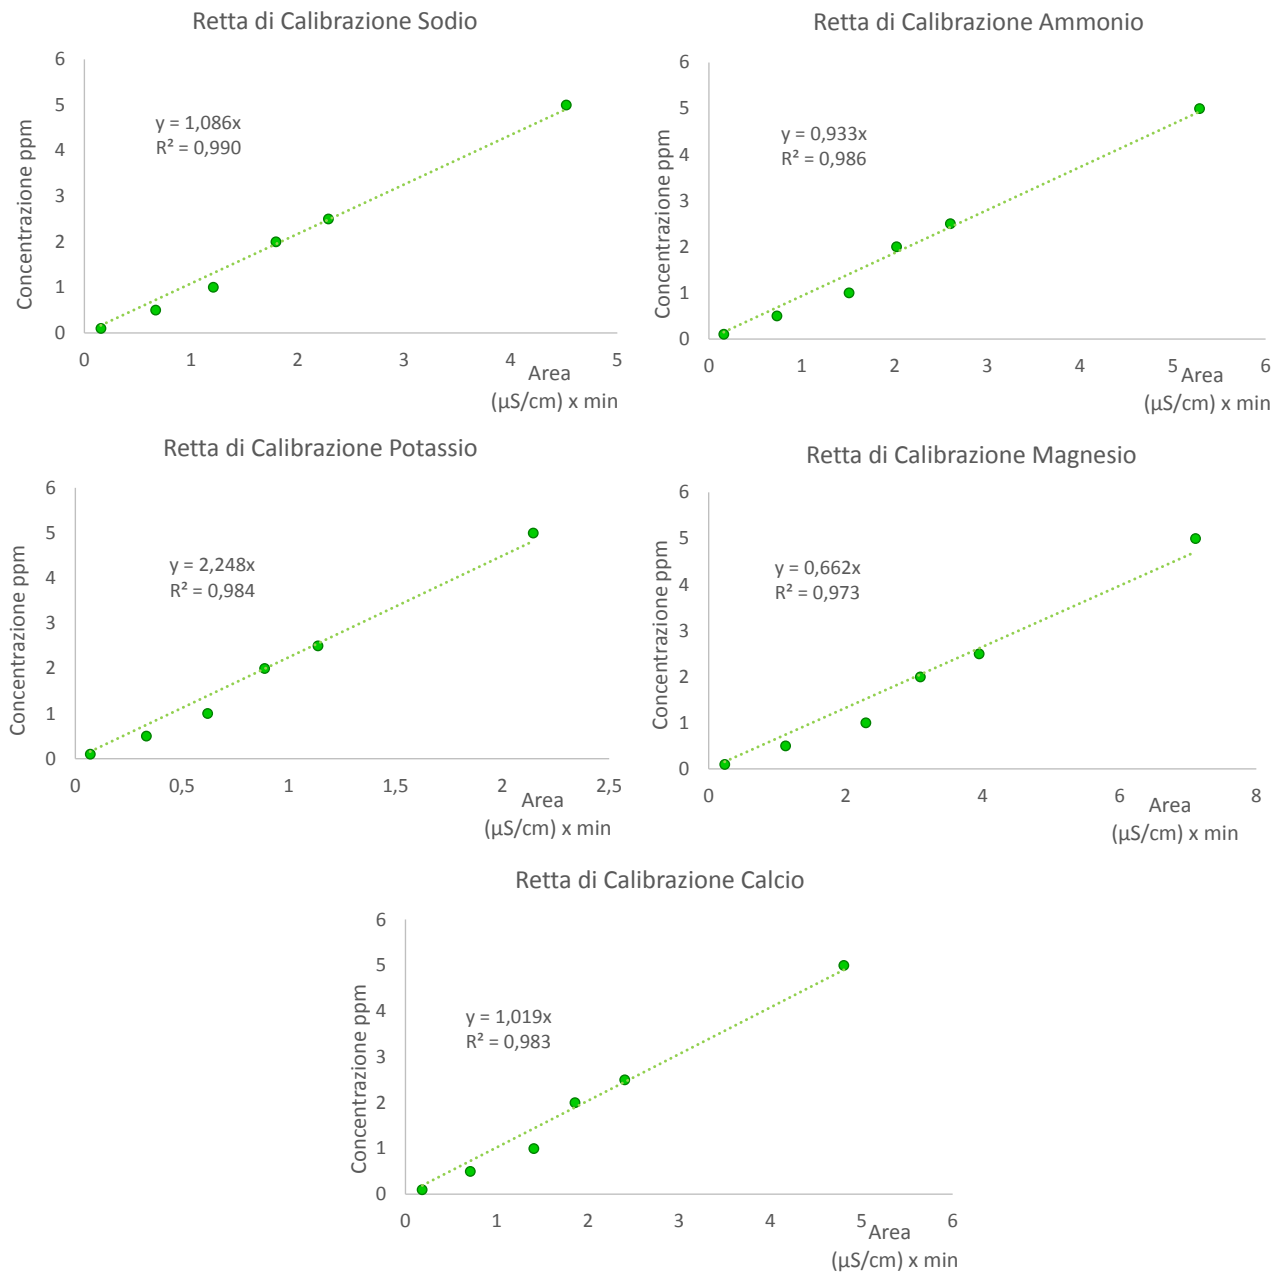 Retta di Calibrazione Sodio
Concentrazione ppm
6
5
4
3
2
1
0
y = 1,086x
R² = 0,990
0 1 2 3 4 5
Area
(µS/cm) x min
Retta di Calibrazione Ammonio
Concentrazione ppm
6
5
4
3
2
1
0
y = 0,933x
R² = 0,986
0 1 2 3 4 5 6
Area
(µS/cm) x min
Retta di Calibrazione Potassio
Concentrazione ppm
6
5
4
3
2
1
0
y = 2,248x
R² = 0,984
0 0,5 1 1,5 2 2,5
Area
(µS/cm) x min
Retta di Calibrazione Magnesio
Concentrazione ppm
6
5
4
3
2
1
0
y = 0,662x
R² = 0,973
0 2 4 6 8
Area
(µS/cm) x min
Retta di Calibrazione Calcio
Concentrazione ppm
6
5
4
3
2
1
0
y = 1,019x
R² = 0,983
0 1 2 3 4 5 6
Area
(µS/cm) x min